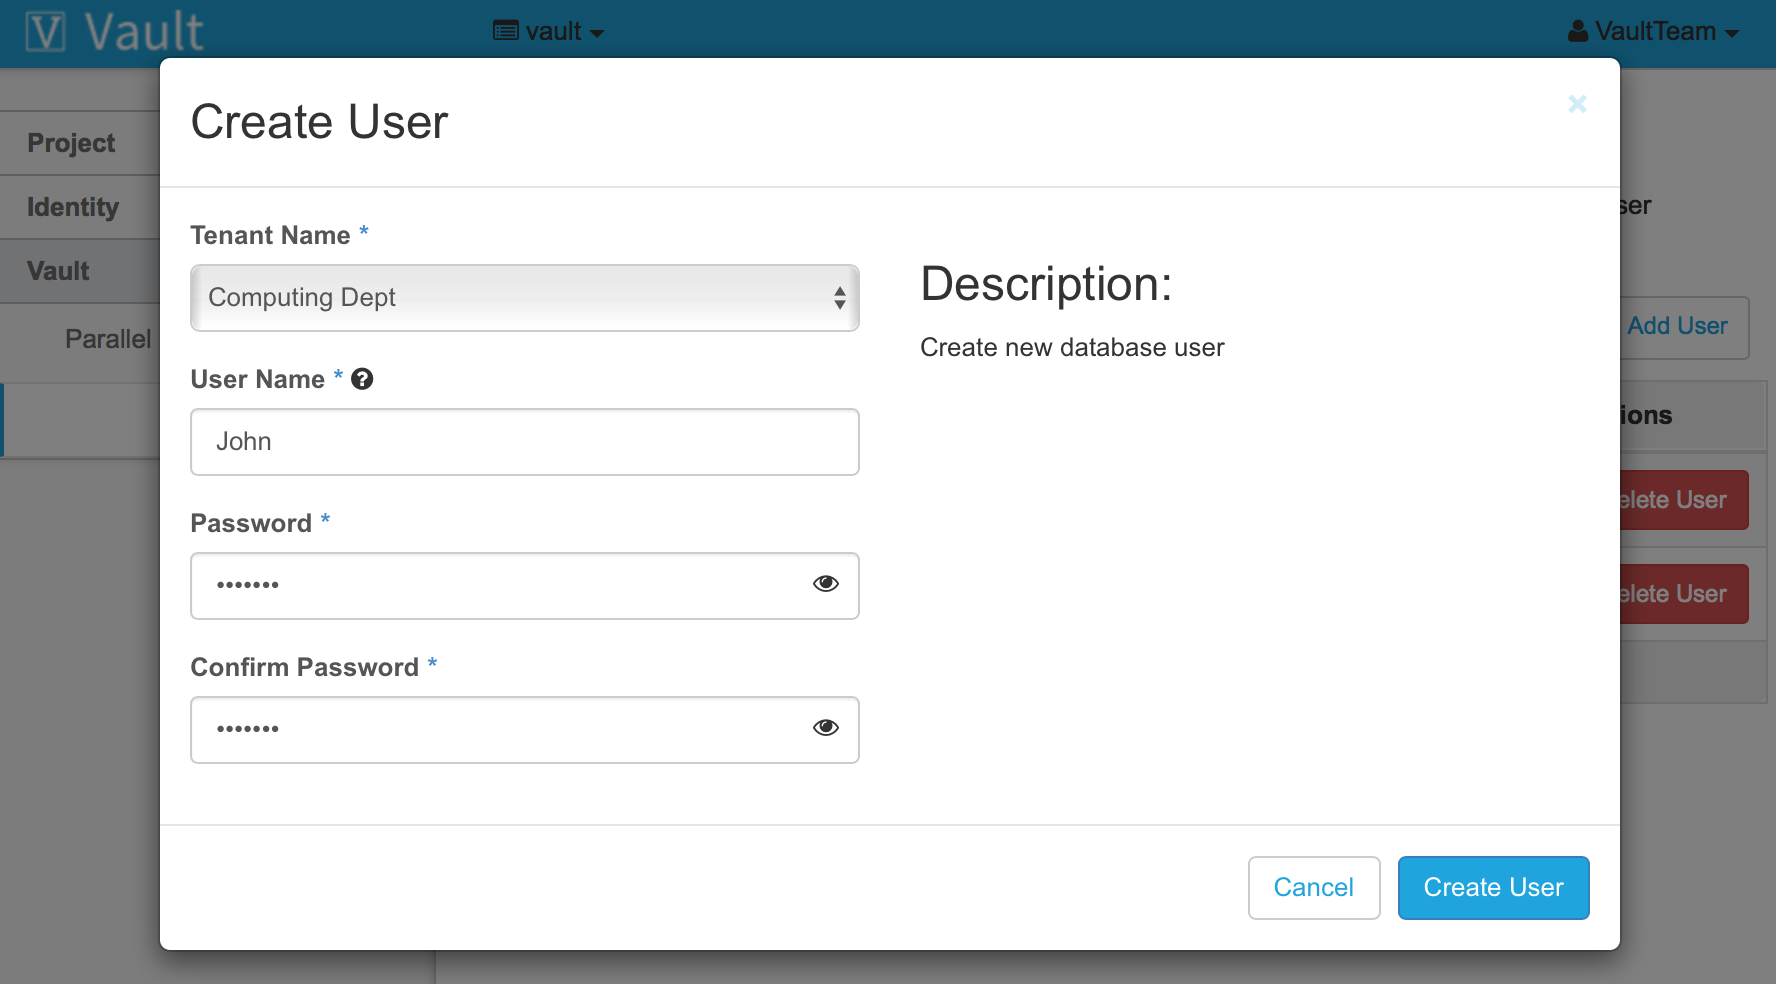 Vault
vault
VaultTeam
Create User
Project
Identity
Vault
Parallel
Tenant Name *
Computing Dept
User Name *
John
Password *
•••••••
Confirm Password *
•••••••
Description:
Create new database user
ser
Add User
ions
elete User
elete User
Cancel
Create User